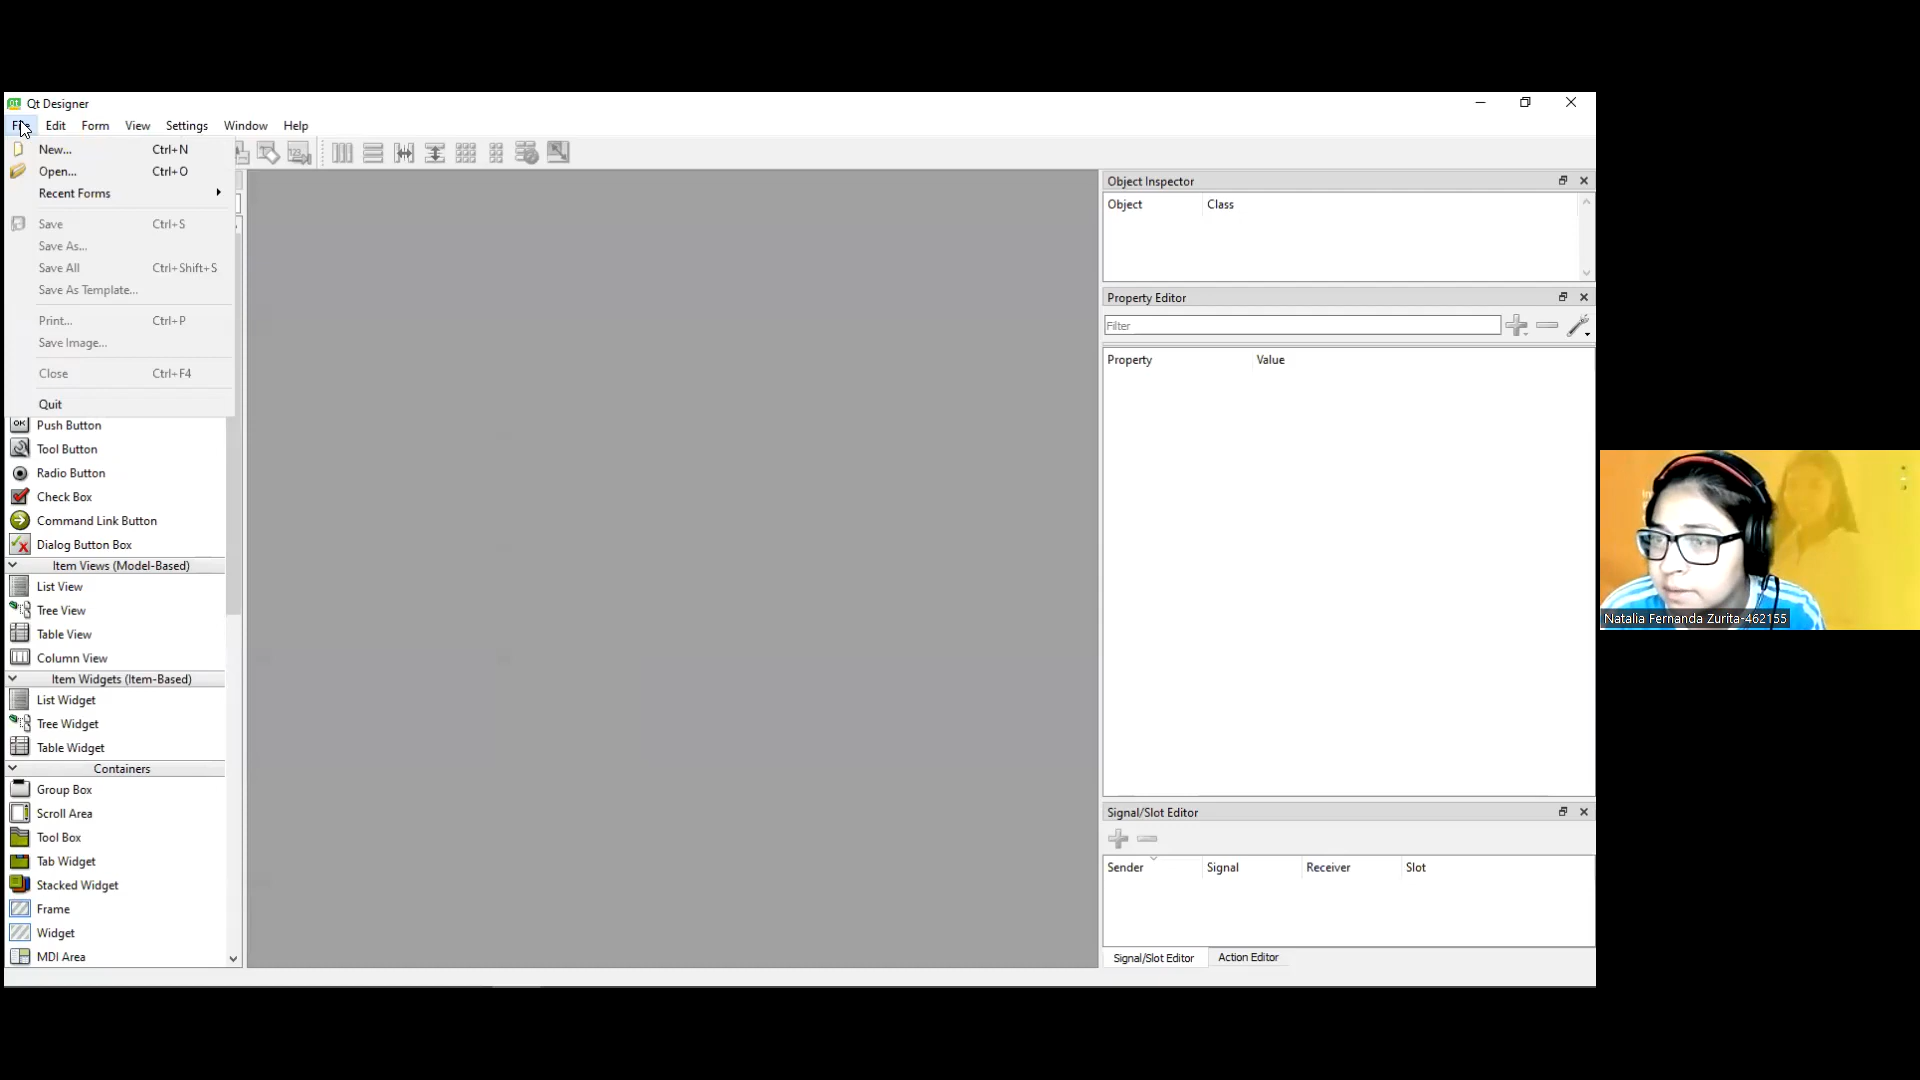 Qt Designer
File Edit Form View Settings Window Help
New... Ctrl+N
Open... Ctrl+O
Recent Forms
Save Ctrl+S
Save As...
Save All Ctrl+Shift+S
Save As Template...
Print... Ctrl+P
Save Image...
Close Ctrl+F4
Quit
Push Button
Tool Button
Radio Button
Check Box
Command Link Button
Dialog Button Box
Item Views (Model-Based)
List View
Tree View
Table View
Column View
Item Widgets (Item-Based)
List Widget
Tree Widget
Table Widget
Containers
Group Box
Scroll Area
Tool Box
Tab Widget
Stacked Widget
Frame
Widget
MDI Area
Object Inspector
Object Class
Property Editor
Filter
Property Value
Signal/Slot Editor
Sender Signal Receiver Slot
Signal/Slot Editor Action Editor
Natalia Fernanda Zurita-462155